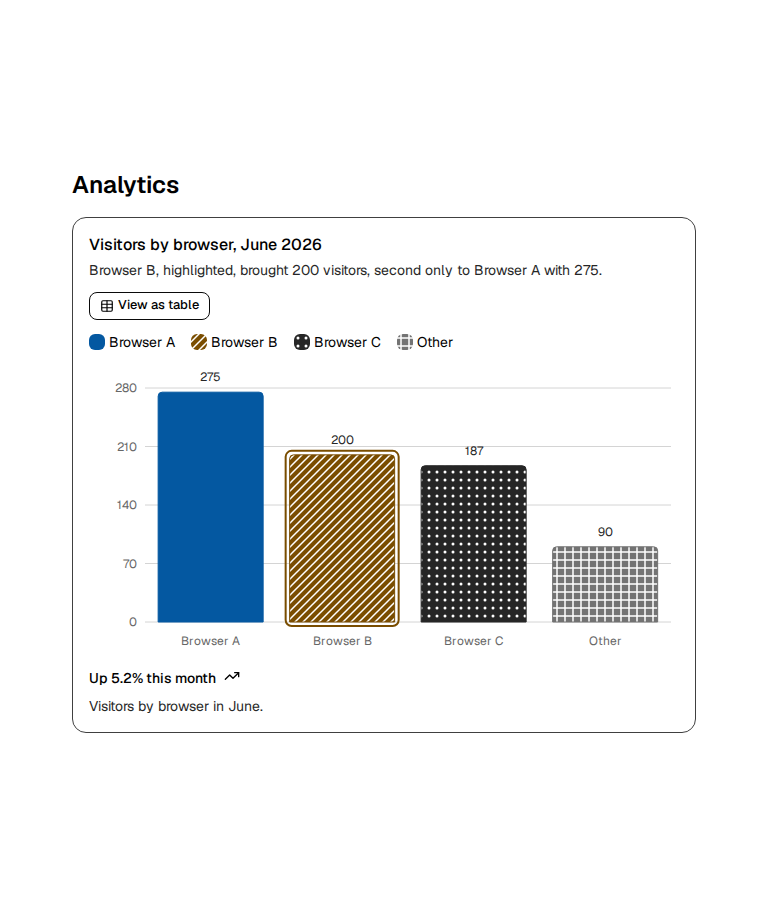 Analytics
Visitors by browser, June 2026
Browser B, highlighted, brought 200 visitors, second only to Browser A with 275.
View as table
Browser A Browser B Browser C Other
275
280
200
210
187
140
90
70
0
Browser A Browser B Browser C Other
Up 5.2% this month
Visitors by browser in June.